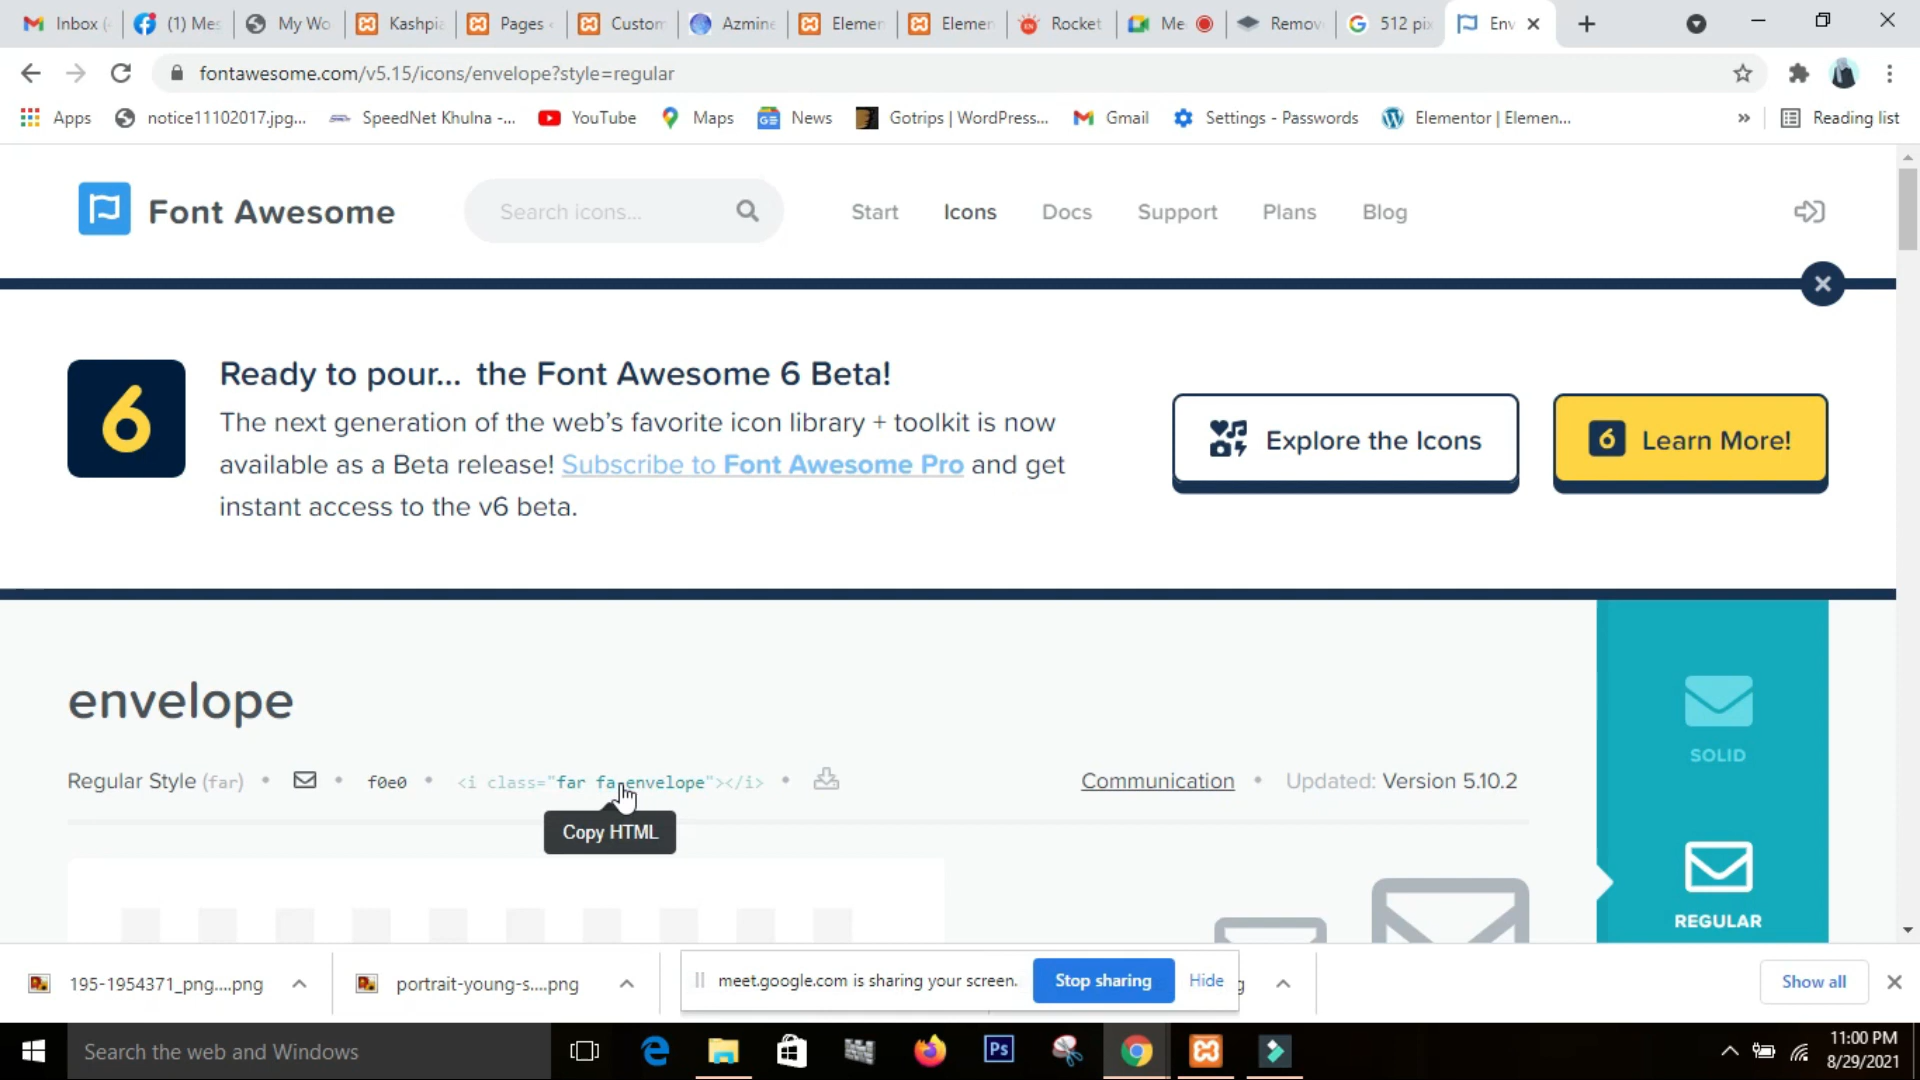 Inbox (
(1) Mes
My Wo
Kashpia
Pages ‹
Custom
Azmine
Elemen
Elemen
Rocket
Me
Remov
512 pix
Env
fontawesome.com/v5.15/icons/envelope?style=regular
Apps
notice11102017.jpg...
SpeedNet Khulna -...
YouTube
Maps
News
Gotrips | WordPress...
Gmail
Settings - Passwords
Elementor | Elemen...
»
Reading list
Font Awesome
Search icons...
Start
Icons
Docs
Support
Plans
Blog
6
Ready to pour... the Font Awesome 6 Beta!
The next generation of the web's favorite icon library + toolkit is now
available as a Beta release! Subscribe to Font Awesome Pro and get
instant access to the v6 beta.
Explore the Icons
6 Learn More!
envelope
SOLID
Regular Style (far) • • f0e0 • <i class="far fa-envelope"></i> •
Communication • Updated: Version 5.10.2
Copy HTML
REGULAR
195-1954371_png....png
portrait-young-s....png
meet.google.com is sharing your screen.
Stop sharing
Hide
g
Show all
Search the web and Windows
Ps
11:00 PM
8/29/2021